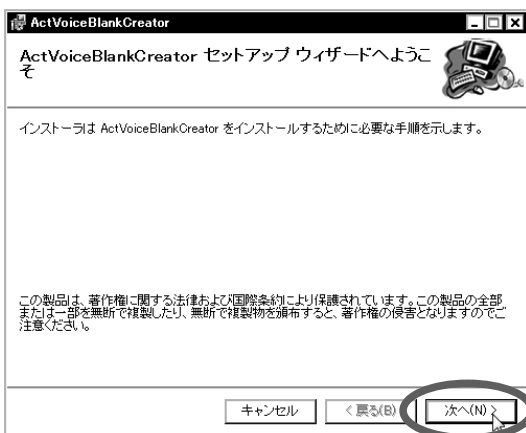 ActVoiceBlankCreator
ActVoiceBlankCreator セットアップ ウィザードへようこ
そ
インストーラは ActVoiceBlankCreator をインストールするために必要な手順を示します。
この製品は、著作権に関する法律および国際条約により保護されています。この製品の全部
または一部を無断で複製したり、無断で複製物を頒布すると、著作権の侵害となりますのでご
注意ください。
キャンセル < 戻る(B) 次へ(N) >